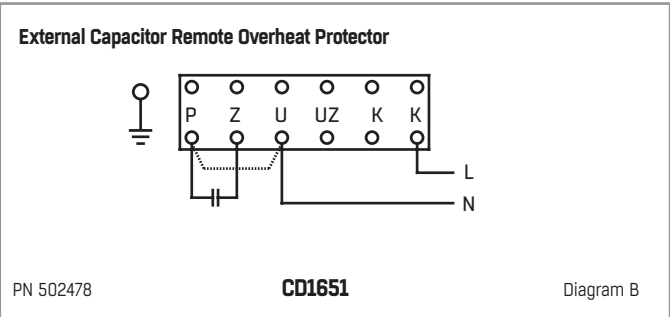 External Capacitor Remote Overheat Protector
P Z U UZ K K
L
N
PN 502478 CD1651 Diagram B